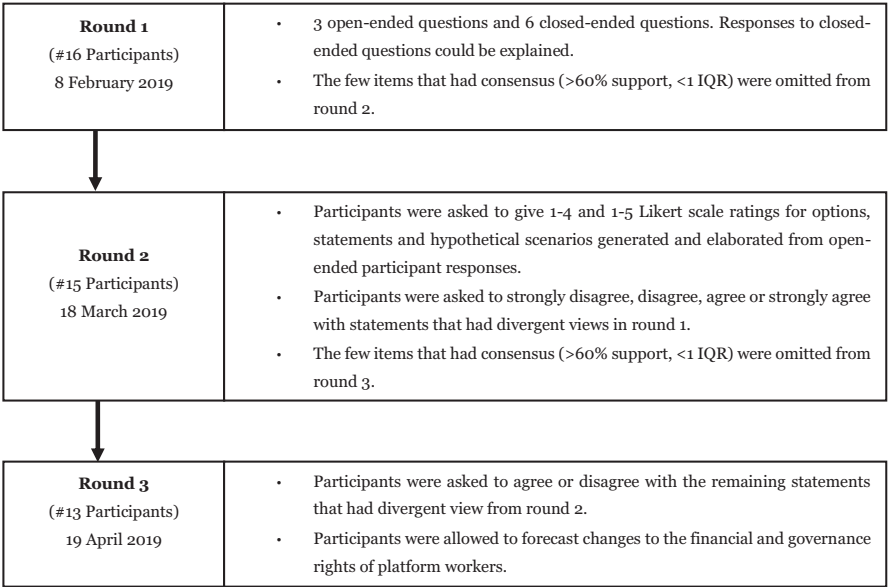 Round 1
(#16 Participants)
8 February 2019
• 3 open-ended questions and 6 closed-ended questions. Responses to closed-
ended questions could be explained.
• The few items that had consensus (>60% support, <1 IQR) were omitted from
round 2.
Round 2
(#15 Participants)
18 March 2019
• Participants were asked to give 1-4 and 1-5 Likert scale ratings for options,
statements and hypothetical scenarios generated and elaborated from open-
ended participant responses.
• Participants were asked to strongly disagree, disagree, agree or strongly agree
with statements that had divergent views in round 1.
• The few items that had consensus (>60% support, <1 IQR) were omitted from
round 3.
Round 3
(#13 Participants)
19 April 2019
• Participants were asked to agree or disagree with the remaining statements
that had divergent view from round 2.
• Participants were allowed to forecast changes to the financial and governance
rights of platform workers.